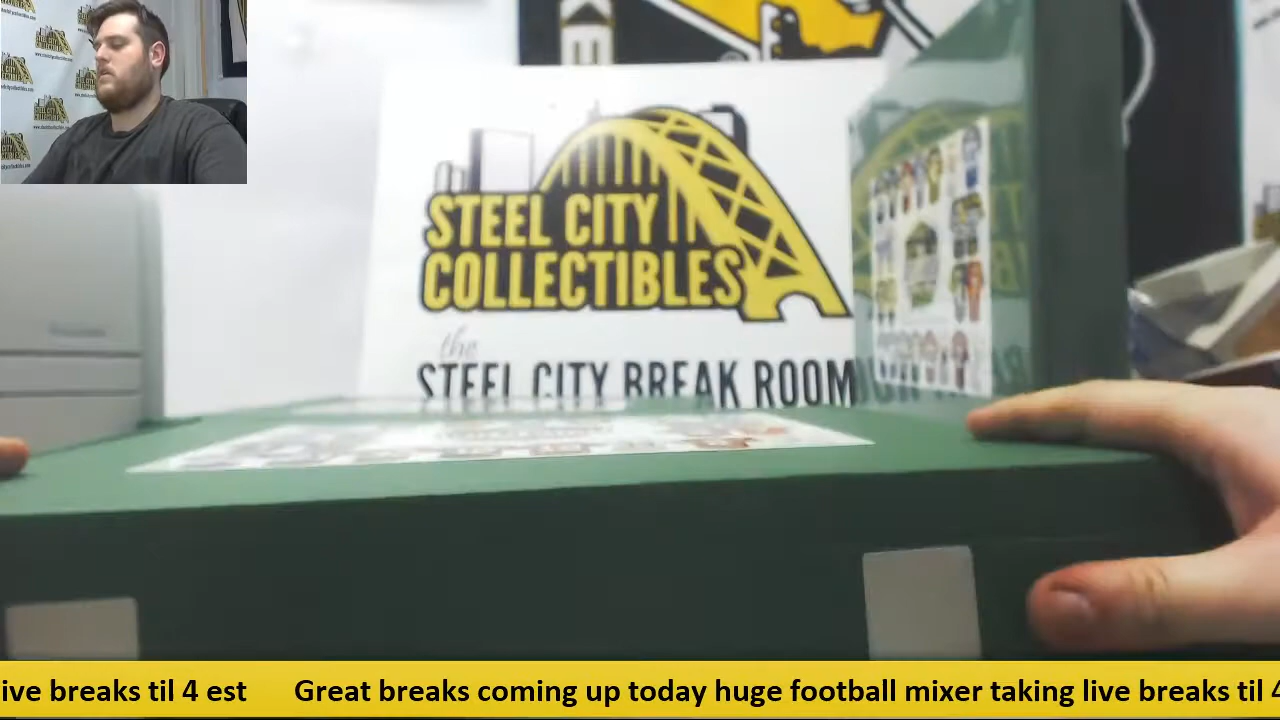 STEEL CITY
COLLECTIBLES
the
STEEL CITY BREAK ROOM
ive breaks til 4 est Great breaks coming up today huge football mixer taking live breaks til 4